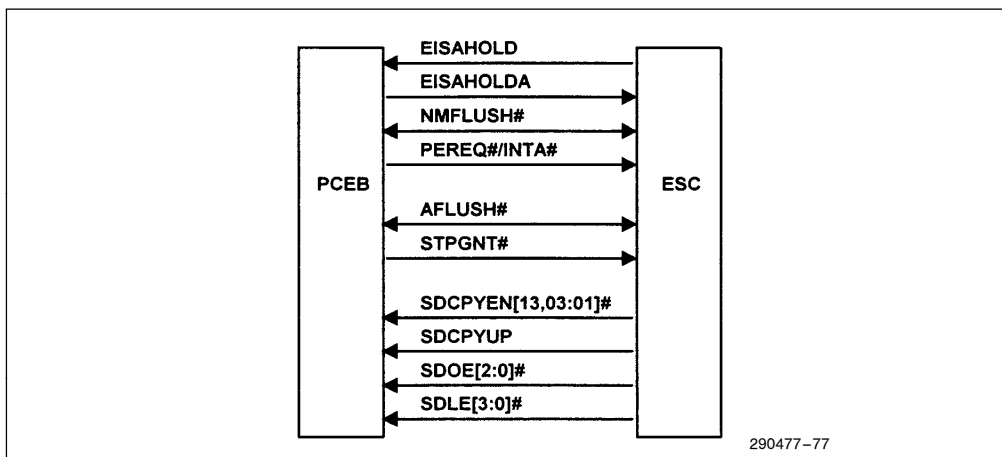 EISAHOLD
EISAHOLDA
NMFLUSH#
PEREQ#/INTA#
PCEB
ESC
AFLUSH#
STPGNT#
SDCPYEN[13,03:01]#
SDCPYUP
SDOE[2:0]#
SDLE[3:0]#
290477–77